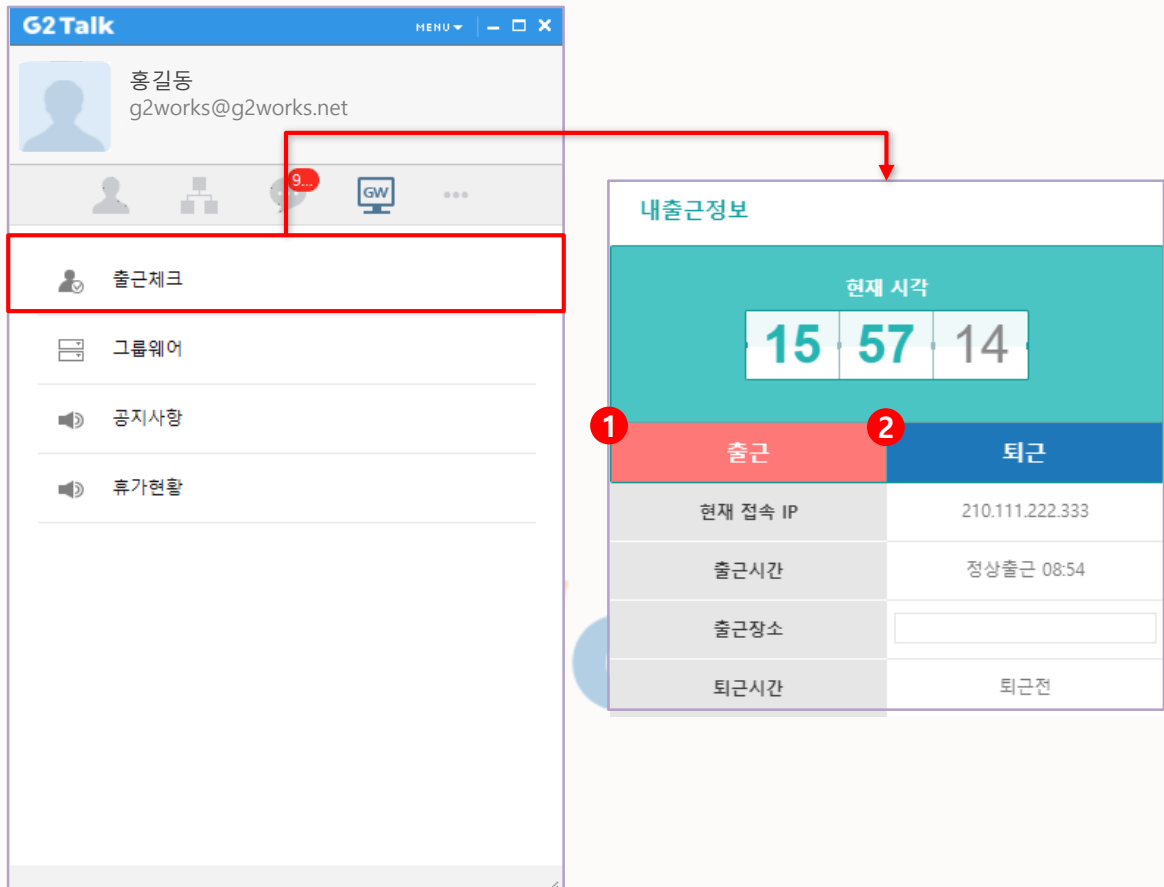 G2Talk MENU
홍길동
g2works@g2works.net
9...
GW
출근체크
그룹웨어
공지사항
휴가현황
내출근정보
현재 시각
15 57 14
1 2
출근 퇴근
현재 접속 IP 210.111.222.333
출근시간 정상출근 08:54
출근장소
퇴근시간 퇴근전